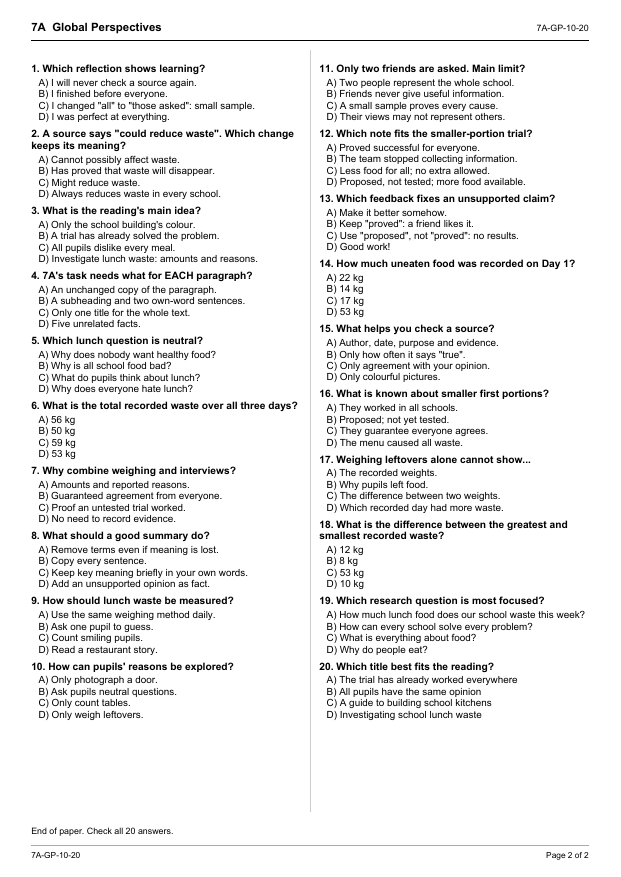 7A Global Perspectives
7A-GP-10-20
1. Which reflection shows learning?
A) I will never check a source again.
B) I finished before everyone.
C) I changed "all" to "those asked": small sample.
D) I was perfect at everything.
2. A source says "could reduce waste". Which change
keeps its meaning?
A) Cannot possibly affect waste.
B) Has proved that waste will disappear.
C) Might reduce waste.
D) Always reduces waste in every school.
3. What is the reading's main idea?
A) Only the school building's colour.
B) A trial has already solved the problem.
C) All pupils dislike every meal.
D) Investigate lunch waste: amounts and reasons.
4. 7A's task needs what for EACH paragraph?
A) An unchanged copy of the paragraph.
B) A subheading and two own-word sentences.
C) Only one title for the whole text.
D) Five unrelated facts.
5. Which lunch question is neutral?
A) Why does nobody want healthy food?
B) Why is all school food bad?
C) What do pupils think about lunch?
D) Why does everyone hate lunch?
6. What is the total recorded waste over all three days?
A) 56 kg
B) 50 kg
C) 59 kg
D) 53 kg
7. Why combine weighing and interviews?
A) Amounts and reported reasons.
B) Guaranteed agreement from everyone.
C) Proof an untested trial worked.
D) No need to record evidence.
8. What should a good summary do?
A) Remove terms even if meaning is lost.
B) Copy every sentence.
C) Keep key meaning briefly in your own words.
D) Add an unsupported opinion as fact.
9. How should lunch waste be measured?
A) Use the same weighing method daily.
B) Ask one pupil to guess.
C) Count smiling pupils.
D) Read a restaurant story.
10. How can pupils' reasons be explored?
A) Only photograph a door.
B) Ask pupils neutral questions.
C) Only count tables.
D) Only weigh leftovers.
11. Only two friends are asked. Main limit?
A) Two people represent the whole school.
B) Friends never give useful information.
C) A small sample proves every cause.
D) Their views may not represent others.
12. Which note fits the smaller-portion trial?
A) Proved successful for everyone.
B) The team stopped collecting information.
C) Less food for all; no extra allowed.
D) Proposed, not tested; more food available.
13. Which feedback fixes an unsupported claim?
A) Make it better somehow.
B) Keep "proved": a friend likes it.
C) Use "proposed", not "proved": no results.
D) Good work!
14. How much uneaten food was recorded on Day 1?
A) 22 kg
B) 14 kg
C) 17 kg
D) 53 kg
15. What helps you check a source?
A) Author, date, purpose and evidence.
B) Only how often it says "true".
C) Only agreement with your opinion.
D) Only colourful pictures.
16. What is known about smaller first portions?
A) They worked in all schools.
B) Proposed; not yet tested.
C) They guarantee everyone agrees.
D) The menu caused all waste.
17. Weighing leftovers alone cannot show...
A) The recorded weights.
B) Why pupils left food.
C) The difference between two weights.
D) Which recorded day had more waste.
18. What is the difference between the greatest and
smallest recorded waste?
A) 12 kg
B) 8 kg
C) 53 kg
D) 10 kg
19. Which research question is most focused?
A) How much lunch food does our school waste this week?
B) How can every school solve every problem?
C) What is everything about food?
D) Why do people eat?
20. Which title best fits the reading?
A) The trial has already worked everywhere
B) All pupils have the same opinion
C) A guide to building school kitchens
D) Investigating school lunch waste
End of paper. Check all 20 answers.
7A-GP-10-20
Page 2 of 2